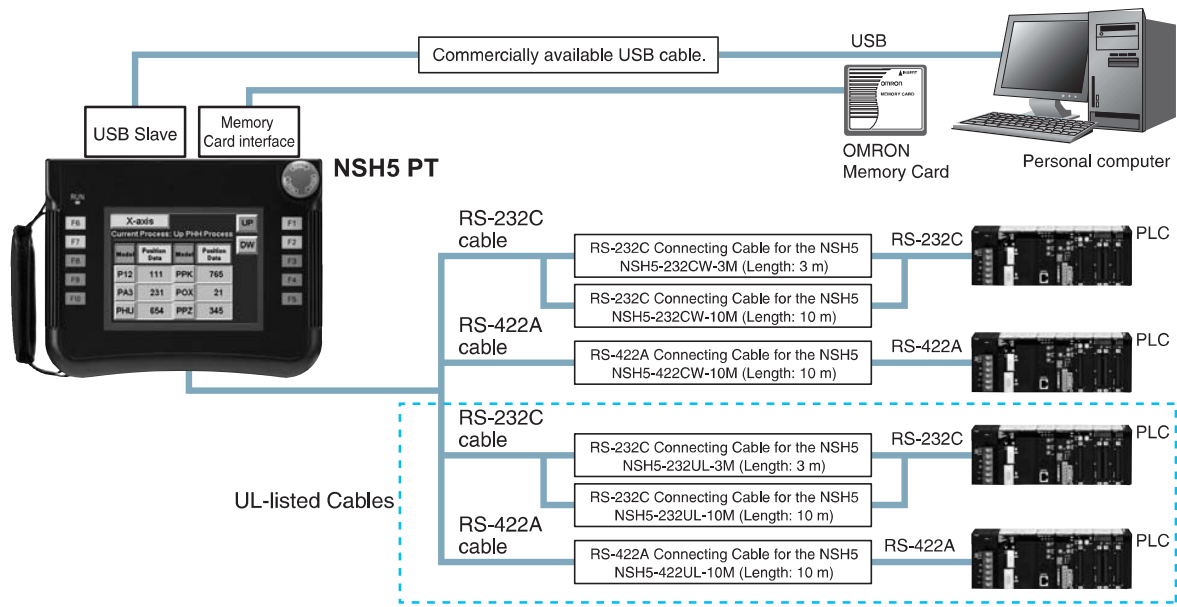 Commercially available USB cable.
USB
OMRON
MEMORY CARD
OMRON
Memory Card
Personal computer
USB Slave
Memory
Card interface
NSH5 PT
RUN
F6
F7
F8
F9
F10
X-axis
UP
Current Process: Up PHH Process
DW
Model
Position
Data
Model
Position
Data
P12 111 PPK 765
PA3 231 POX 21
PHLI 654 PPZ 345
F1
F2
F3
F4
F5
RS-232C
cable
RS-232C Connecting Cable for the NSH5
NSH5-232CW-3M (Length: 3 m)
RS-232C
PLC
RS-232C Connecting Cable for the NSH5
NSH5-232CW-10M (Length: 10 m)
RS-422A
cable
RS-422A Connecting Cable for the NSH5
NSH5-422CW-10M (Length: 10 m)
RS-422A
PLC
UL-listed Cables
RS-232C
cable
RS-232C Connecting Cable for the NSH5
NSH5-232UL-3M (Length: 3 m)
RS-232C
PLC
RS-232C Connecting Cable for the NSH5
NSH5-232UL-10M (Length: 10 m)
RS-422A
cable
RS-422A Connecting Cable for the NSH5
NSH5-422UL-10M (Length: 10 m)
RS-422A
PLC